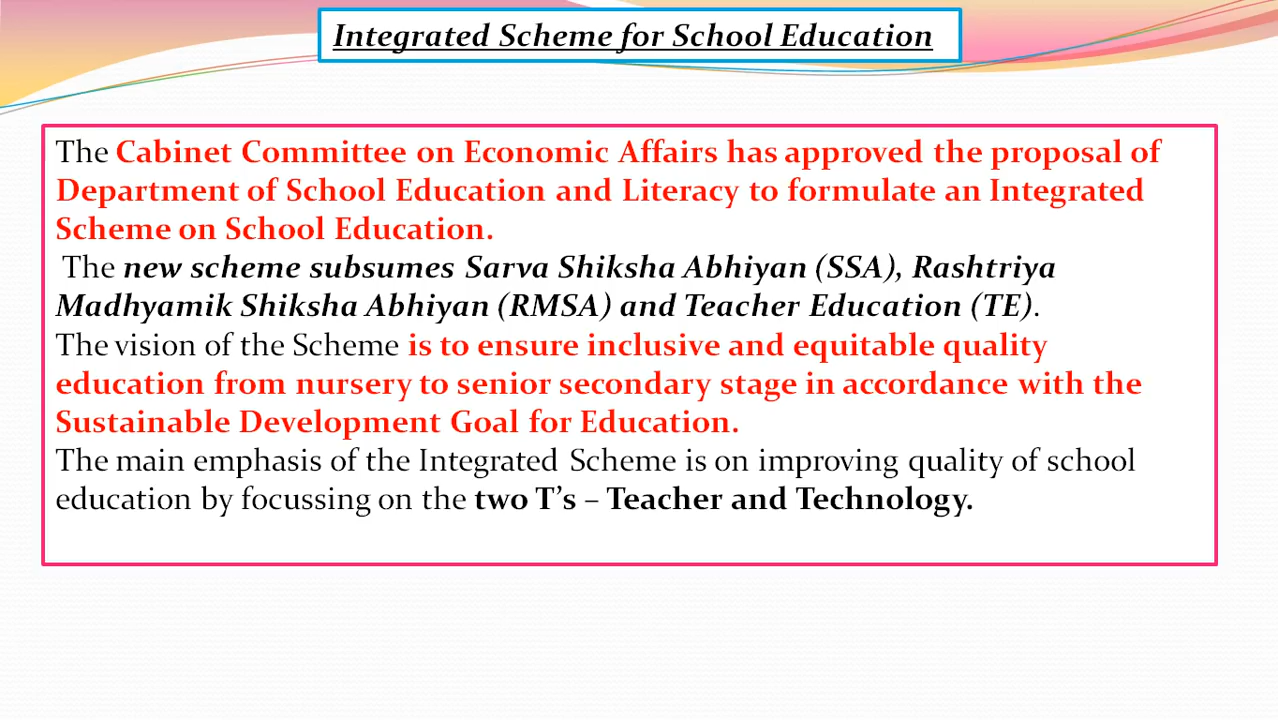 Integrated Scheme for School Education
The Cabinet Committee on Economic Affairs has approved the proposal of
Department of School Education and Literacy to formulate an Integrated
Scheme on School Education.
The new scheme subsumes Sarva Shiksha Abhiyan (SSA), Rashtriya
Madhyamik Shiksha Abhiyan (RMSA) and Teacher Education (TE).
The vision of the Scheme is to ensure inclusive and equitable quality
education from nursery to senior secondary stage in accordance with the
Sustainable Development Goal for Education.
The main emphasis of the Integrated Scheme is on improving quality of school
education by focussing on the two T’s – Teacher and Technology.